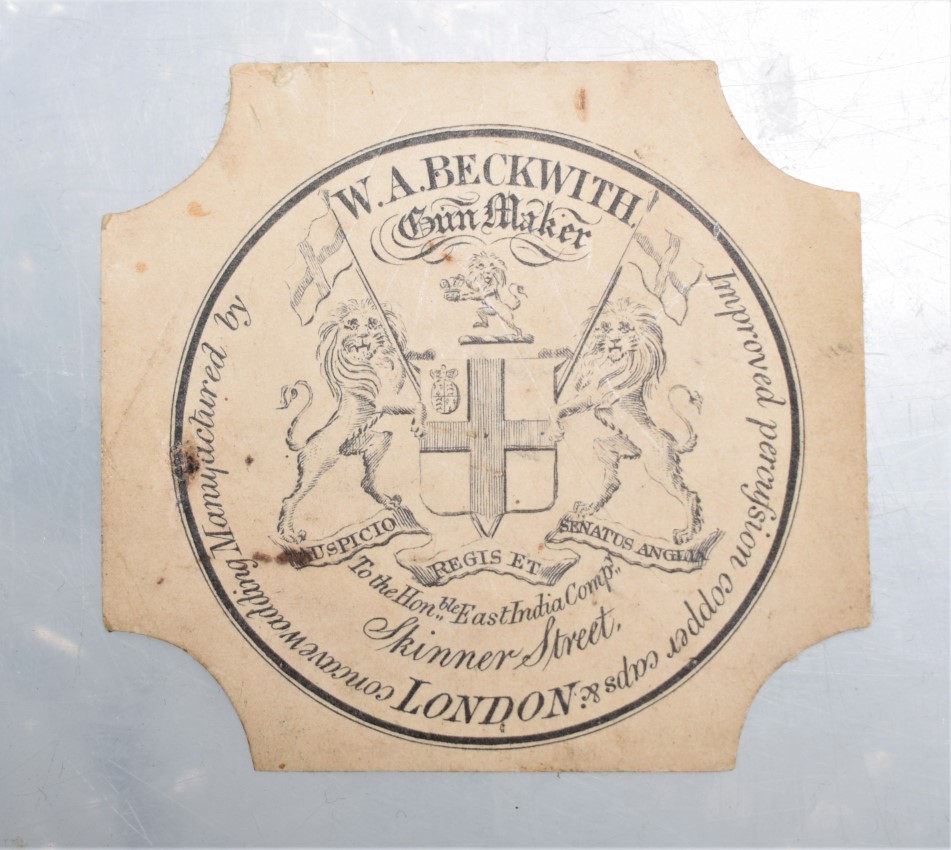 W. A. BECKWITH
Gun Maker
AUSPICIO
REGIS ET
SENATUS ANGLIA
To the Hon,,ble East India Comp,,y
Skinner Street,
LONDON.
Improved percuſsion copper caps &
concave wadding Manufactured by